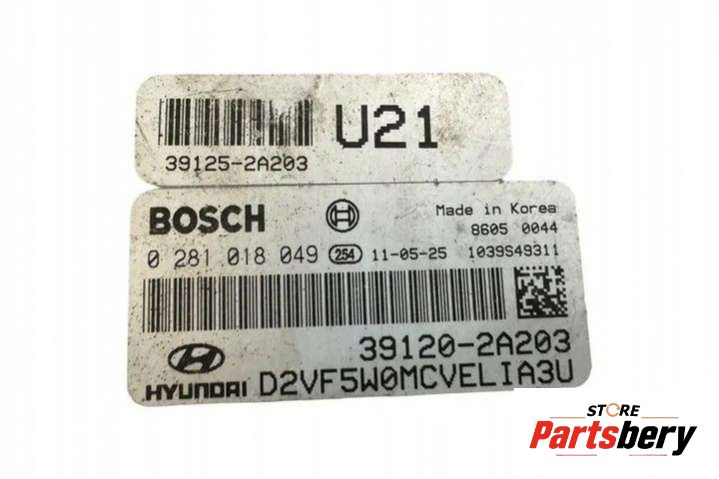 U21
39125-2A203
BOSCH
Made in Korea
8605 0044
0 281 018 049 254 11-05-25 1039S49311
39120-2A203
HYUNDAI D2VF5W0MCVELIA3U
STORE
Partsbery